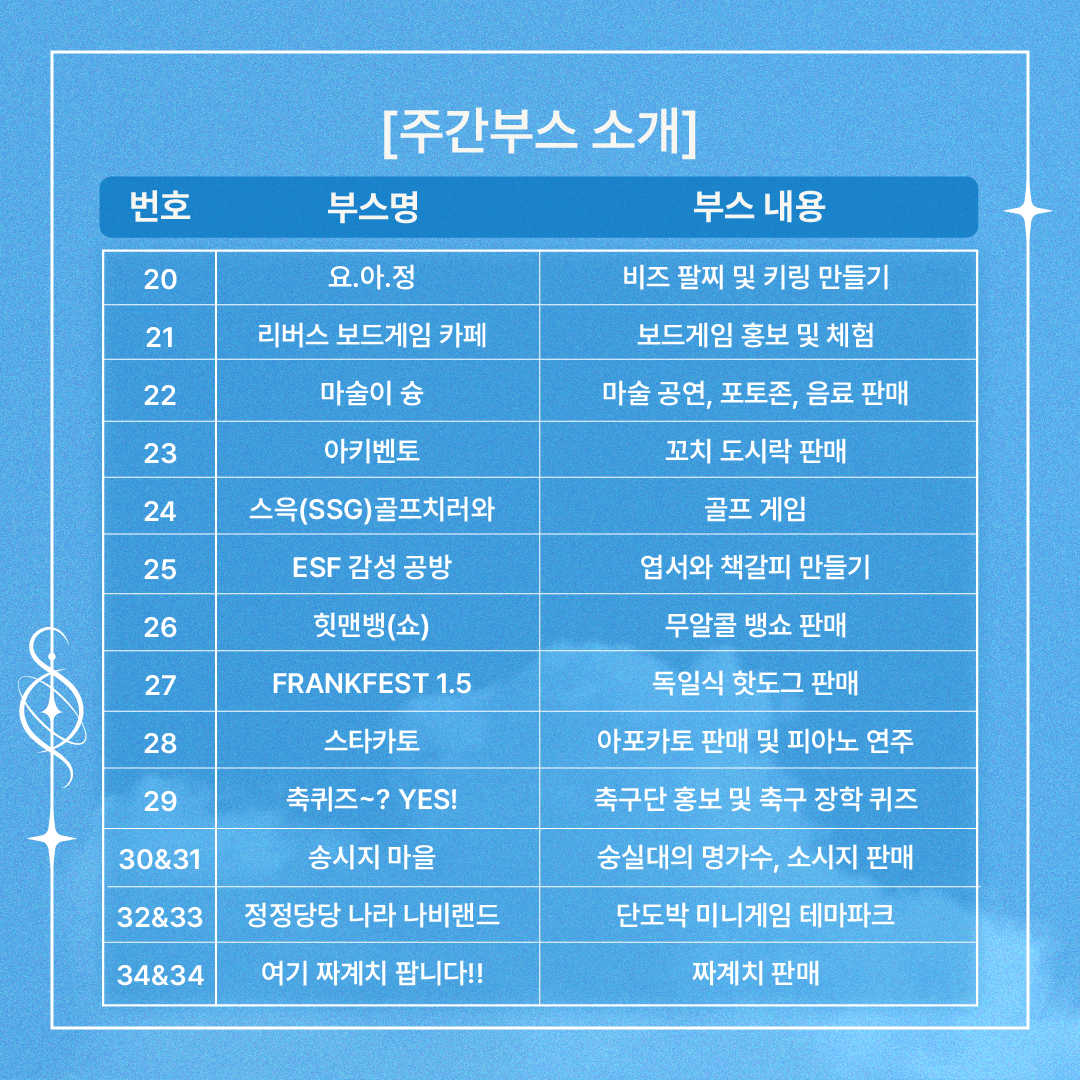 [주간부스 소개]
번호 부스명 부스 내용
20 요.아.정 비즈 팔찌 및 키링 만들기
21 리버스 보드게임 카페 보드게임 홍보 및 체험
22 마술이 슝 마술 공연, 포토존, 음료 판매
23 아키벤토 꼬치 도시락 판매
24 스윽(SSG)골프치러와 골프 게임
25 ESF 감성 공방 엽서와 책갈피 만들기
26 힛맨뱅(쇼) 무알콜 뱅쇼 판매
27 FRANKFEST 1.5 독일식 핫도그 판매
28 스타카토 아포카토 판매 및 피아노 연주
29 축퀴즈~? YES! 축구단 홍보 및 축구 장학 퀴즈
30&31 송시지 마을 숭실대의 명가수, 소시지 판매
32&33 정정당당 나라 나비랜드 단도박 미니게임 테마파크
34&34 여기 짜계치 팝니다!! 짜계치 판매